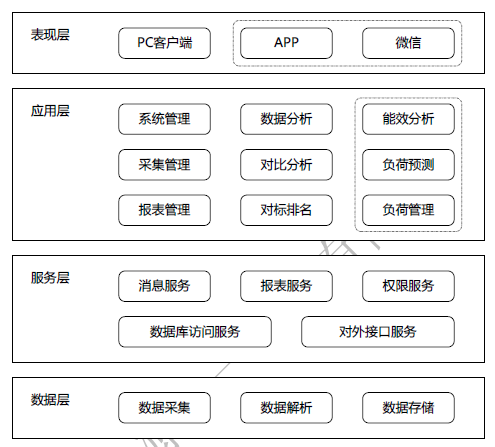 表现层
PC客户端
APP
微信
应用层
系统管理
数据分析
能效分析
采集管理
对比分析
负荷预测
报表管理
对标排名
负荷管理
服务层
消息服务
报表服务
权限服务
数据库访问服务
对外接口服务
数据层
数据采集
数据解析
数据存储